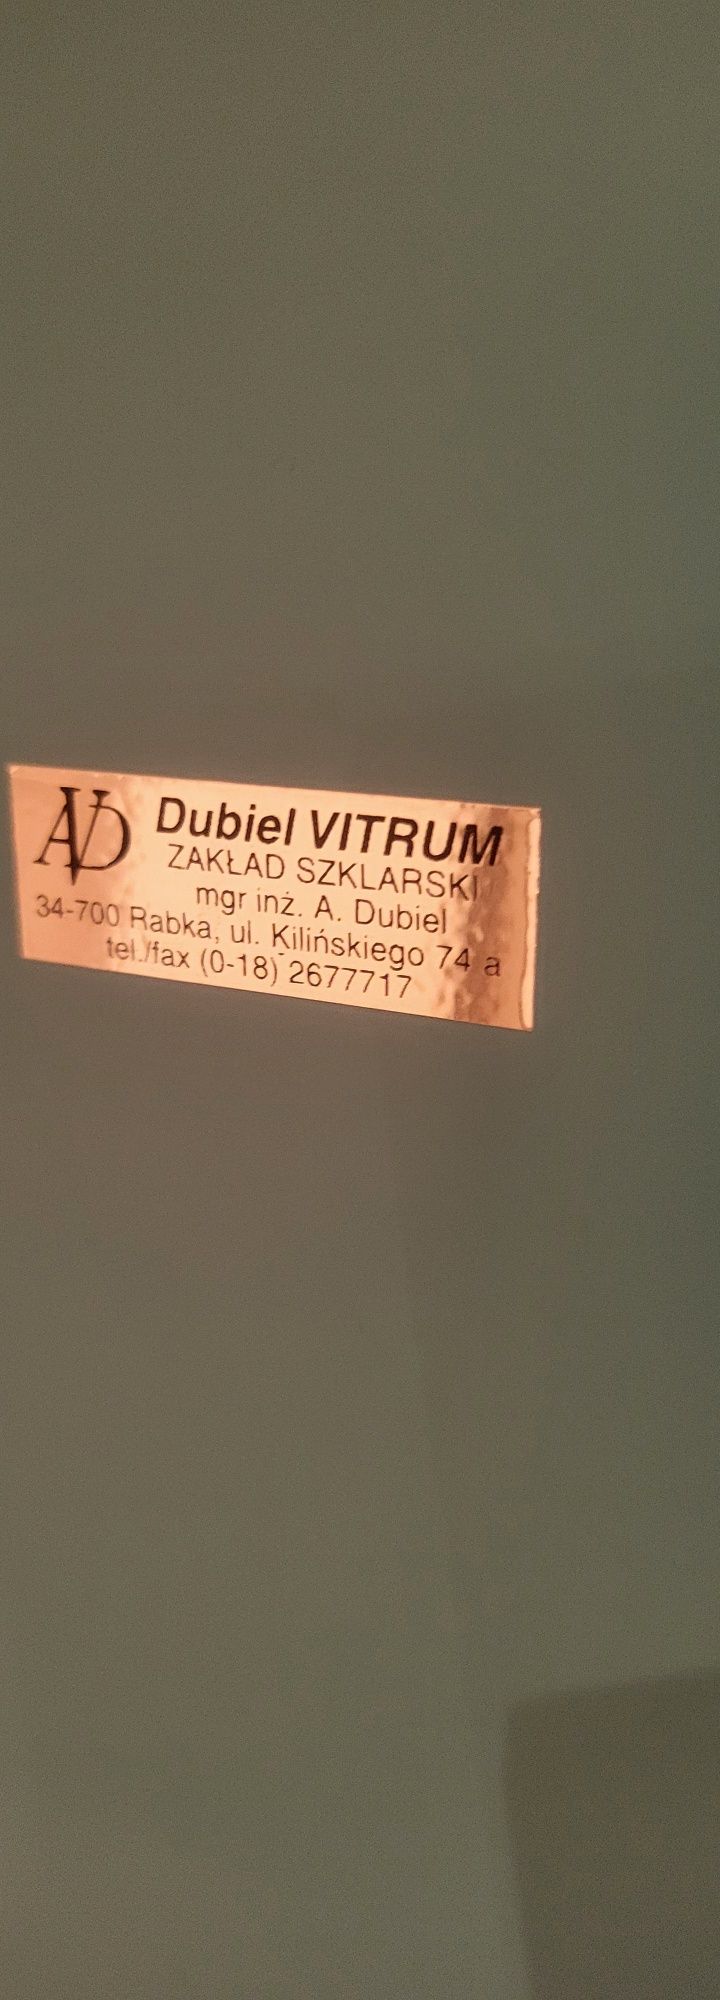 AD Dubiel VITRUM
ZAKŁAD SZKLARSKI
mgr inż. A. Dubiel
34-700 Rabka, ul. Kilińskiego 74 a
tel./fax (0-18) 2677717